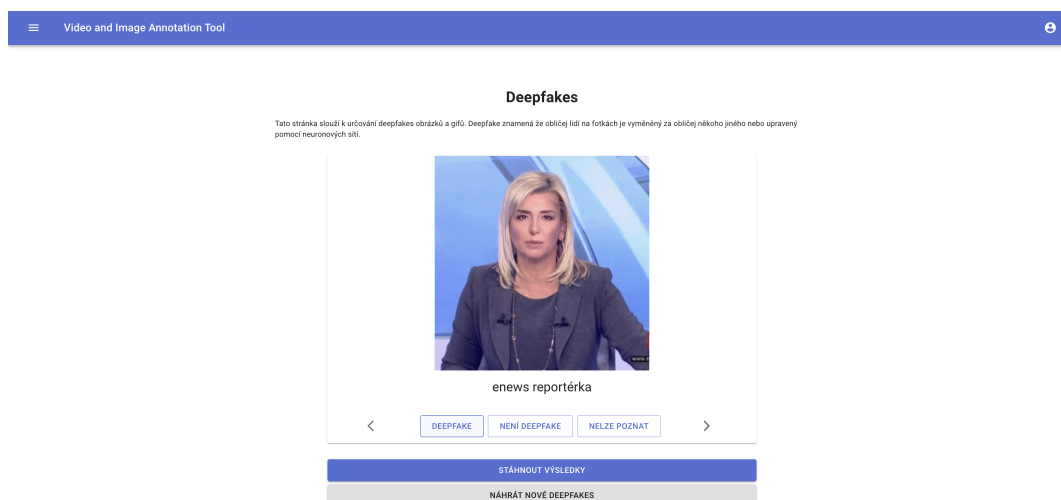 Video and Image Annotation Tool
Deepfakes
Tato stránka slouží k určování deepfakes obrázků a gifů. Deepfake znamená že obličej lidí na fotkách je vyměněný za obličej někoho jiného nebo upravený
pomocí neuronových sítí.
www.
enews reportérka
DEEPFAKE
NENÍ DEEPFAKE
NELZE POZNAT
STÁHNOUT VÝSLEDKY
NÁHRÁT NOVÉ DEEPFAKES